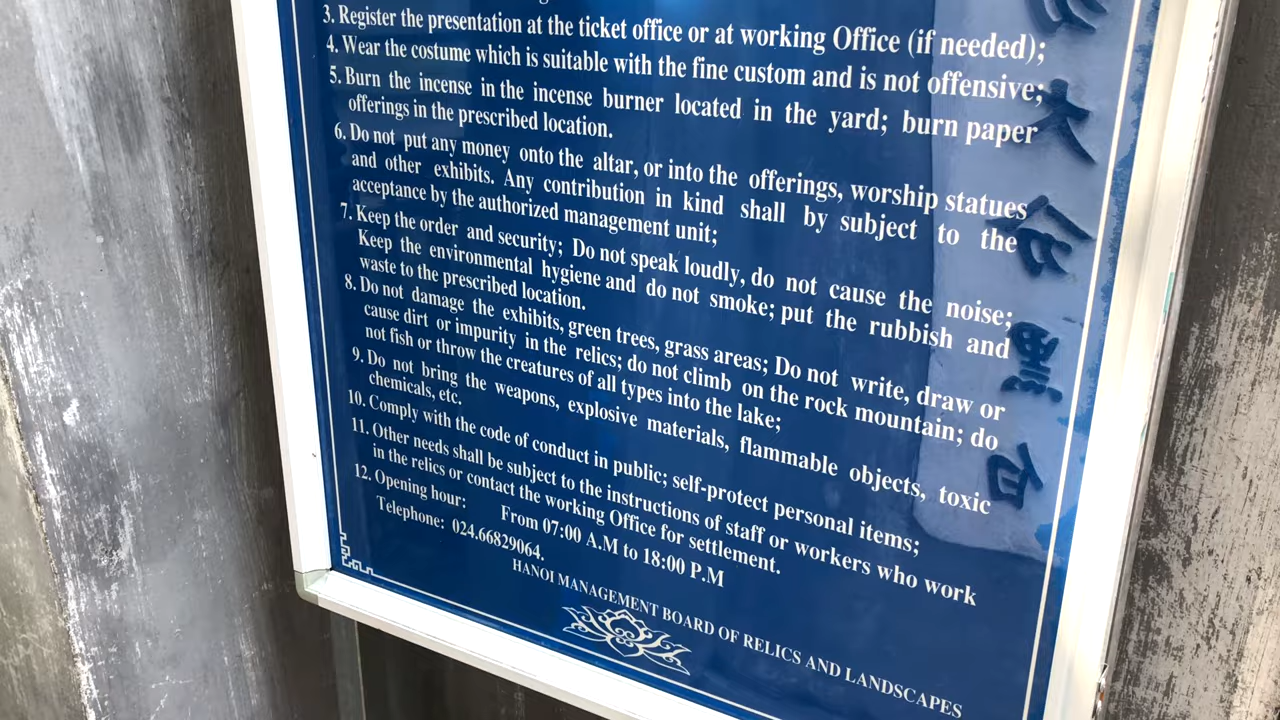 3. Register the presentation at the ticket office or at working Office (if needed);
4. Wear the costume which is suitable with the fine custom and is not offensive;
5. Burn the incense in the incense burner located in the yard; burn paper
offerings in the prescribed location.
6. Do not put any money onto the altar, or into the offerings, worship statues
and other exhibits. Any contribution in kind shall by subject to the
acceptance by the authorized management unit;
7. Keep the order and security; Do not speak loudly, do not cause the noise;
Keep the environmental hygiene and do not smoke; put the rubbish and
waste to the prescribed location.
8. Do not damage the exhibits, green trees, grass areas; Do not write, draw or
cause dirt or impurity in the relics; do not climb on the rock mountain; do
not fish or throw the creatures of all types into the lake;
9. Do not bring the weapons, explosive materials, flammable objects, toxic
chemicals, etc.
10. Comply with the code of conduct in public; self-protect personal items;
11. Other needs shall be subject to the instructions of staff or workers who work
in the relics or contact the working Office for settlement.
12. Opening hour: From 07:00 A.M to 18:00 P.M
Telephone: 024.66829064.
HANOI MANAGEMENT BOARD OF RELICS AND LANDSCAPES